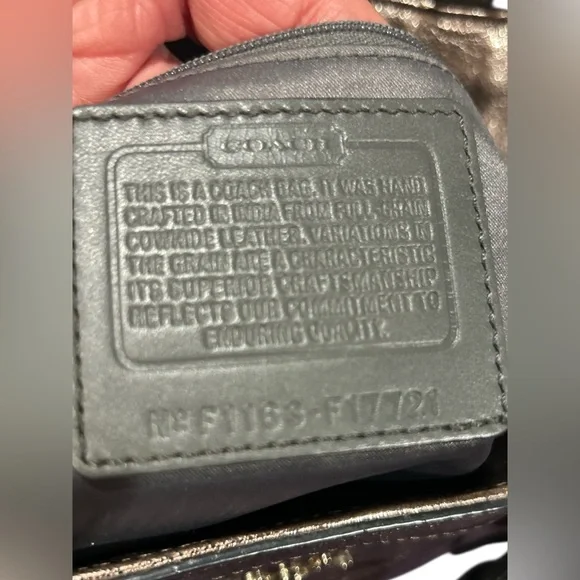 COACH
THIS IS A COACH BAG. IT WAS HAND
CRAFTED IN INDIA FROM FULL-GRAIN
COWHIDE LEATHER. VARIATIONS IN
THE GRAIN ARE A CHARACTERISTIC
ITS SUPERIOR CRAFTSMANSHIP
REFLECTS OUR COMMITMENT TO
ENDURING QUALITY.
No F1163-F17721